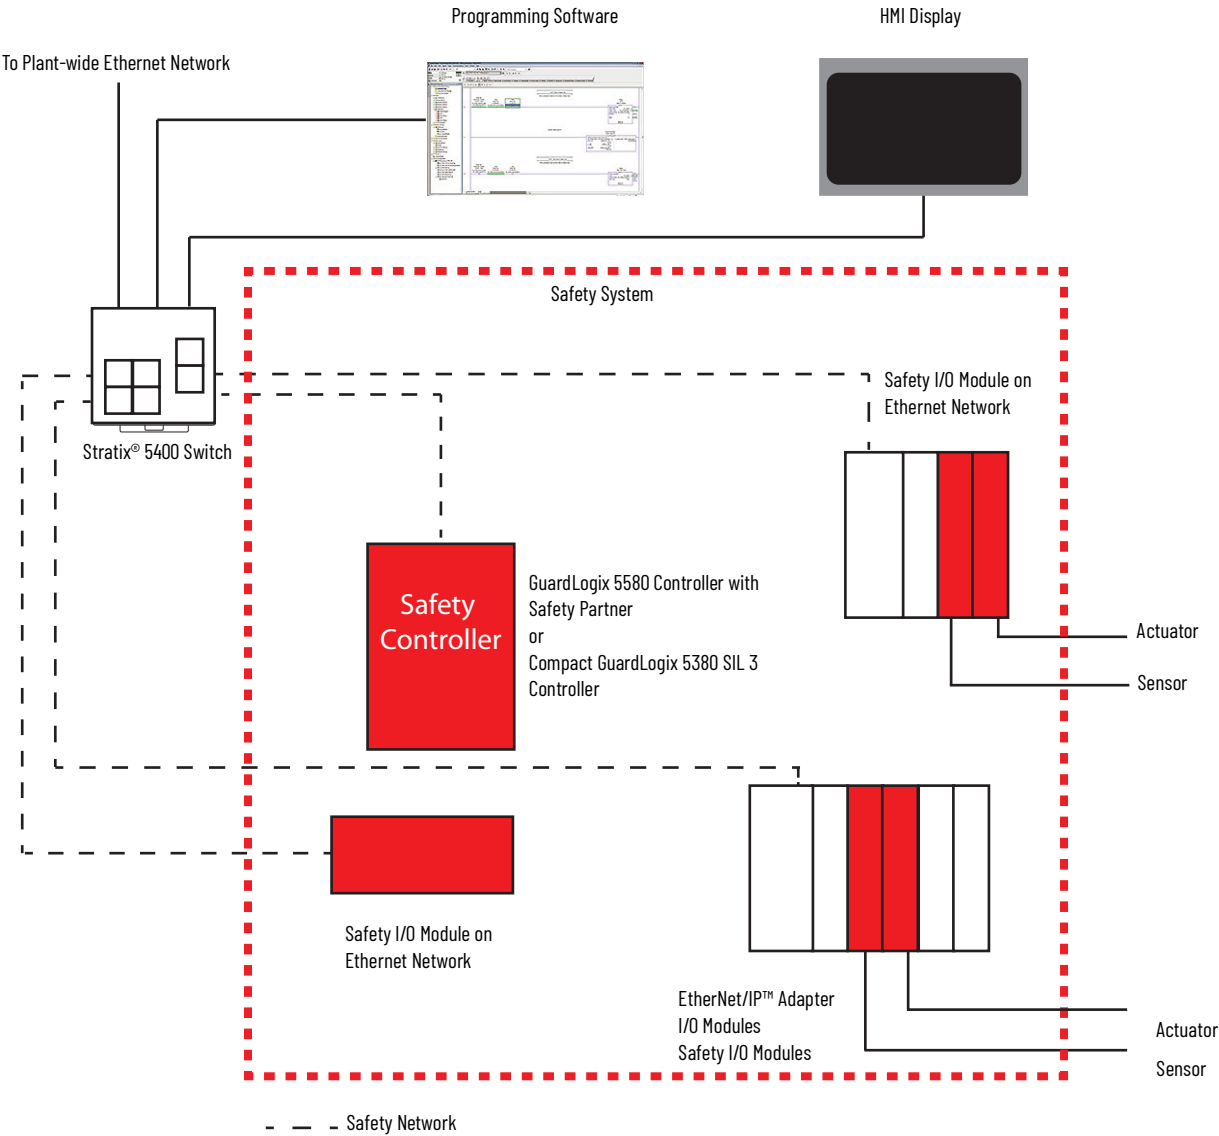 Programming Software
HMI Display
To Plant-wide Ethernet Network
Safety System
Safety I/O Module on
Ethernet Network
Stratix® 5400 Switch
Safety
Controller
GuardLogix 5580 Controller with
Safety Partner
or
Compact GuardLogix 5380 SIL 3
Controller
Actuator
Sensor
Safety I/O Module on
Ethernet Network
EtherNet/IP™ Adapter
I/O Modules
Safety I/O Modules
Actuator
Sensor
Safety Network